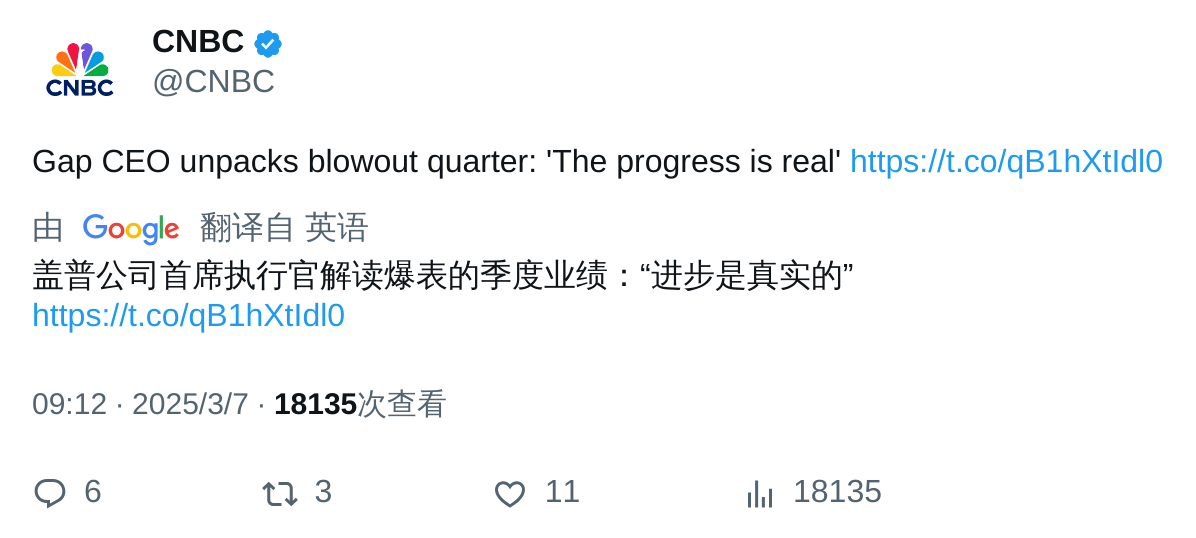 CNBC
CNBC
@CNBC
Gap CEO unpacks blowout quarter: 'The progress is real' https://t.co/qB1hXtIdl0
由 Google 翻译自 英语
盖普公司首席执行官解读爆表的季度业绩：“进步是真实的”
https://t.co/qB1hXtIdl0
09:12 · 2025/3/7 · 18135次查看
6 3 11 18135